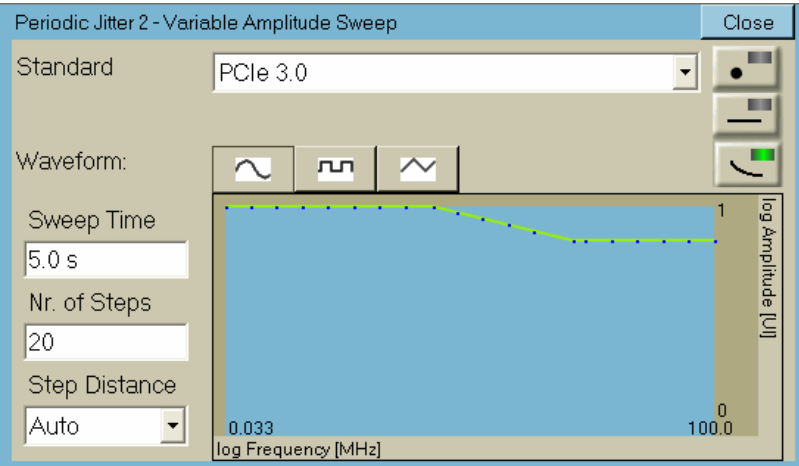 Periodic Jitter 2 - Variable Amplitude Sweep
Close
Standard
PCIe 3.0
Waveform:
Sweep Time
5.0 s
Nr. of Steps
20
Step Distance
Auto
1
log Amplitude [UI]
0
0.033
100.0
log Frequency [MHz]